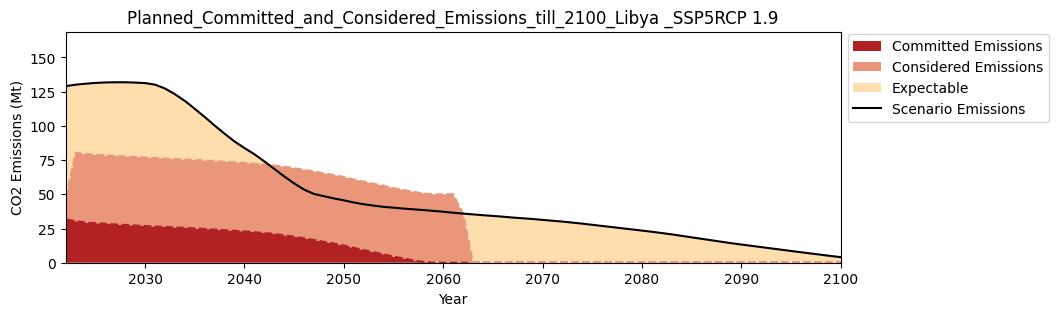 Planned_Committed_and_Considered_Emissions_till_2100_Libya _SSP5RCP 1.9
CO2 Emissions (Mt)
150
125
100
75
50
25
0
2030 2040 2050 2060 2070 2080 2090 2100
Year
Committed Emissions
Considered Emissions
Expectable
Scenario Emissions